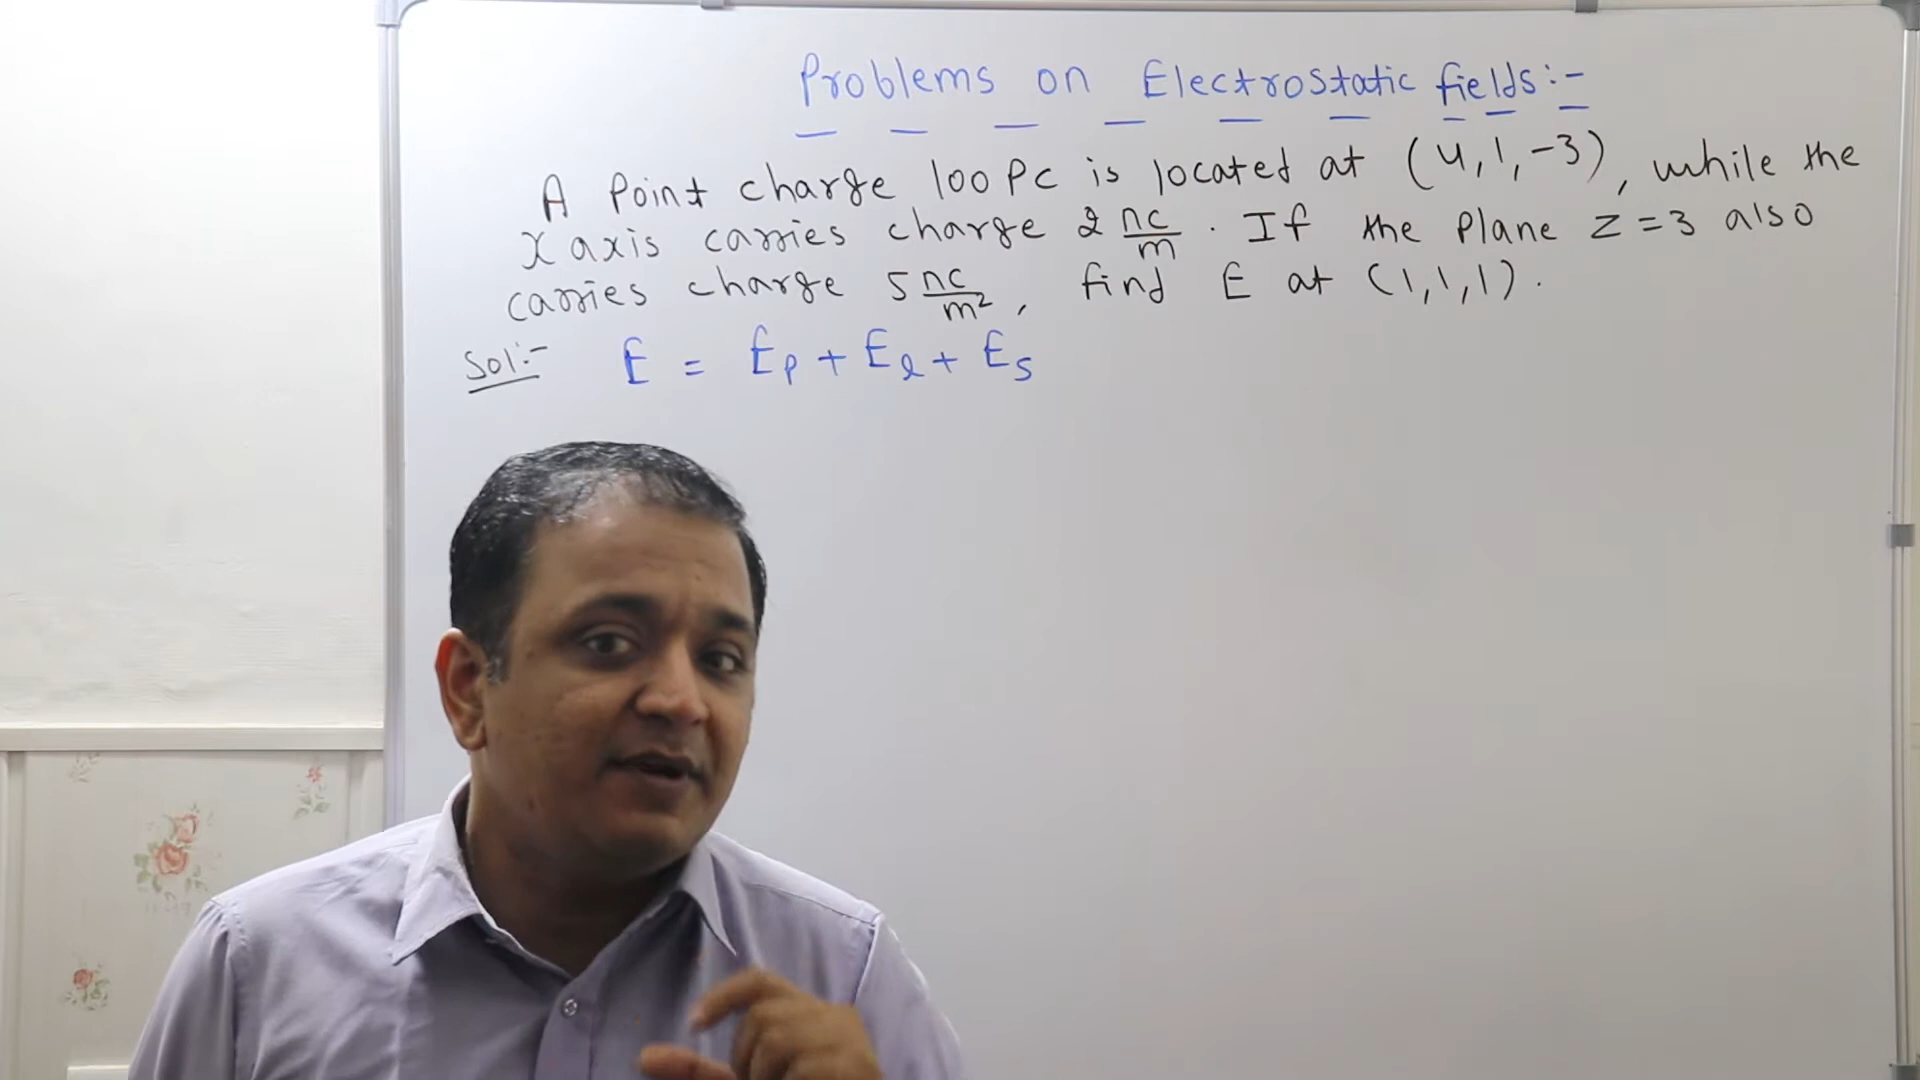 Problems on Electrostatic fields:-
A Point charge 100 PC is located at (4,1,-3), while the
X axis carries charge 2 nc/m. If the plane z=3 also
carries charge 5 nc/m², find E at (1,1,1).
Sol:- E = Ep + El + Es